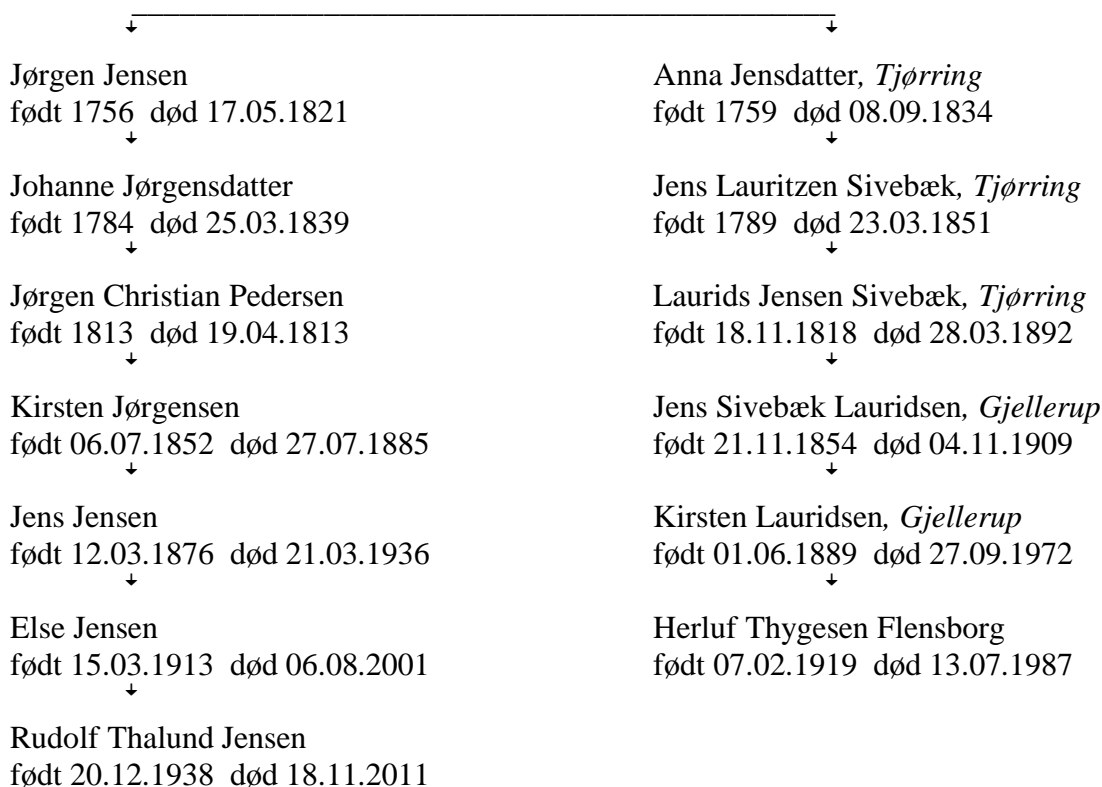 Jørgen Jensen
født 1756 død 17.05.1821
Johanne Jørgensdatter
født 1784 død 25.03.1839
Jørgen Christian Pedersen
født 1813 død 19.04.1813
Kirsten Jørgensen
født 06.07.1852 død 27.07.1885
Jens Jensen
født 12.03.1876 død 21.03.1936
Else Jensen
født 15.03.1913 død 06.08.2001
Rudolf Thalund Jensen
født 20.12.1938 død 18.11.2011
Anna Jensdatter, Tjørring
født 1759 død 08.09.1834
Jens Lauritzen Sivebæk, Tjørring
født 1789 død 23.03.1851
Laurids Jensen Sivebæk, Tjørring
født 18.11.1818 død 28.03.1892
Jens Sivebæk Lauridsen, Gjellerup
født 21.11.1854 død 04.11.1909
Kirsten Lauridsen, Gjellerup
født 01.06.1889 død 27.09.1972
Herluf Thygesen Flensborg
født 07.02.1919 død 13.07.1987